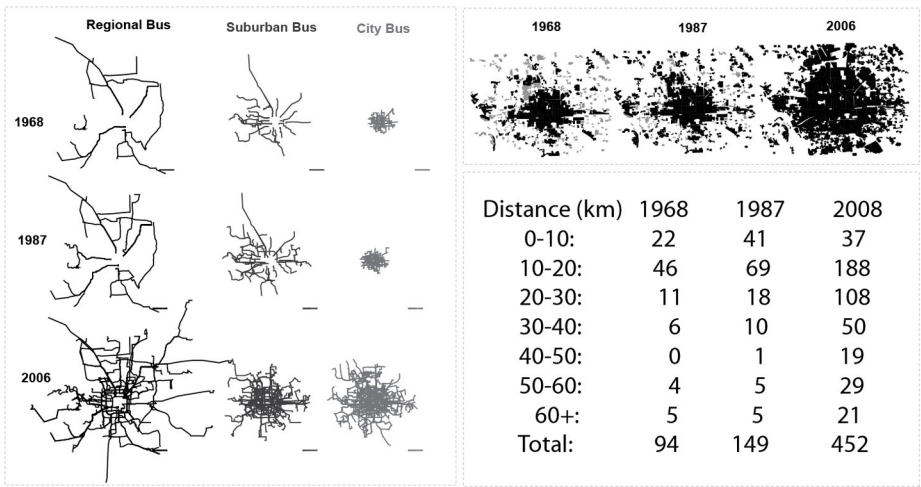 Regional Bus Suburban Bus City Bus
1968
1987
2006
1968 1987 2006
Distance (km) 1968 1987 2008
0-10: 22 41 37
10-20: 46 69 188
20-30: 11 18 108
30-40: 6 10 50
40-50: 0 1 19
50-60: 4 5 29
60+: 5 5 21
Total: 94 149 452